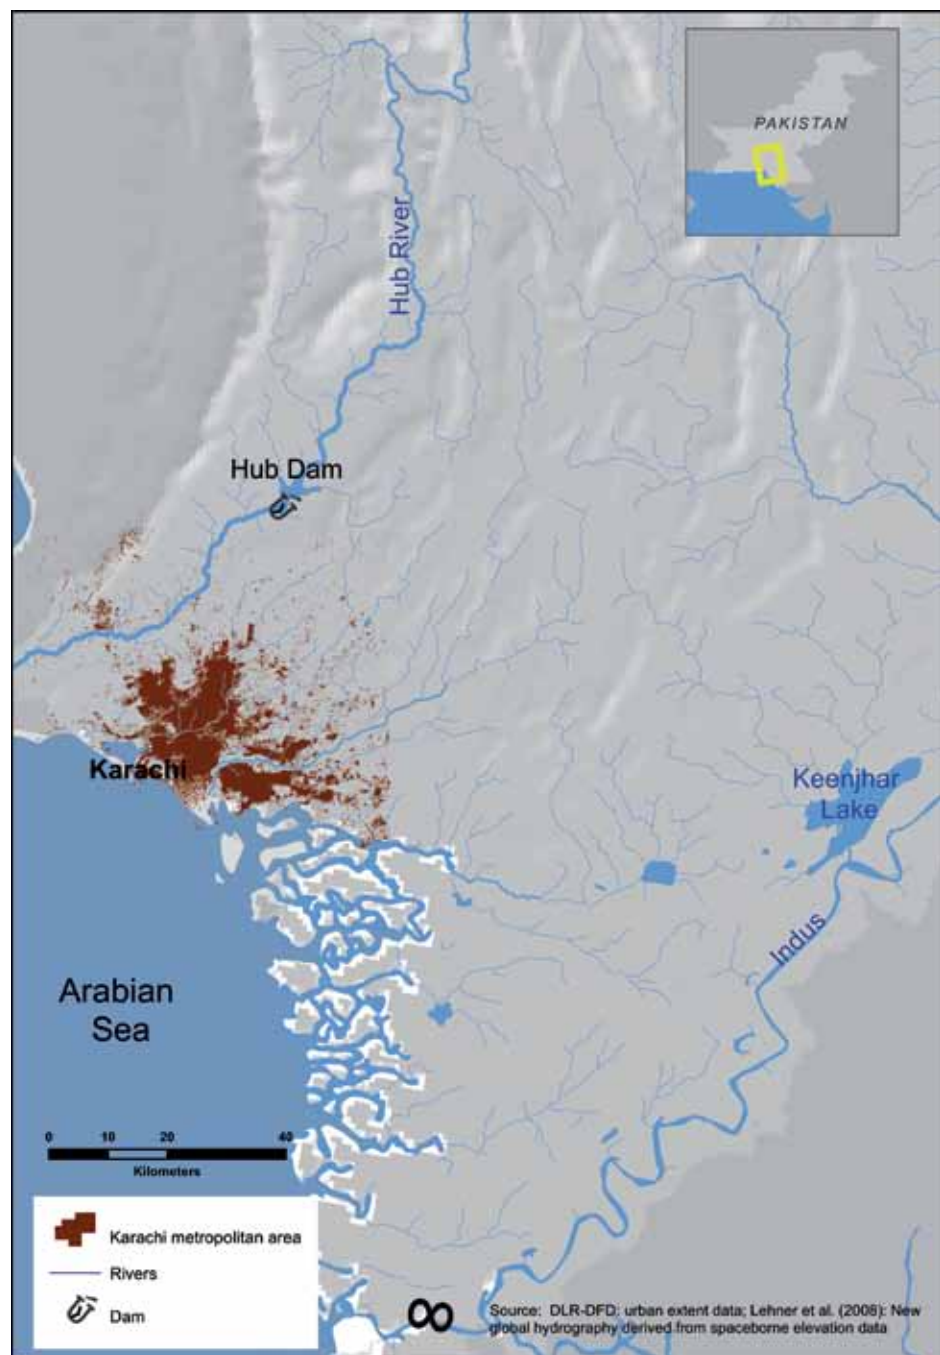 PAKISTAN
Hub River
Hub Dam
Karachi
Keenjhar
Lake
Indus
Arabian
Sea
0 10 20 40
Kilometers
Karachi metropolitan area
Rivers
Dam
Source: DLR-DFD: urban extent data; Lehner et al. (2008): New
global hydrography derived from spaceborne elevation data